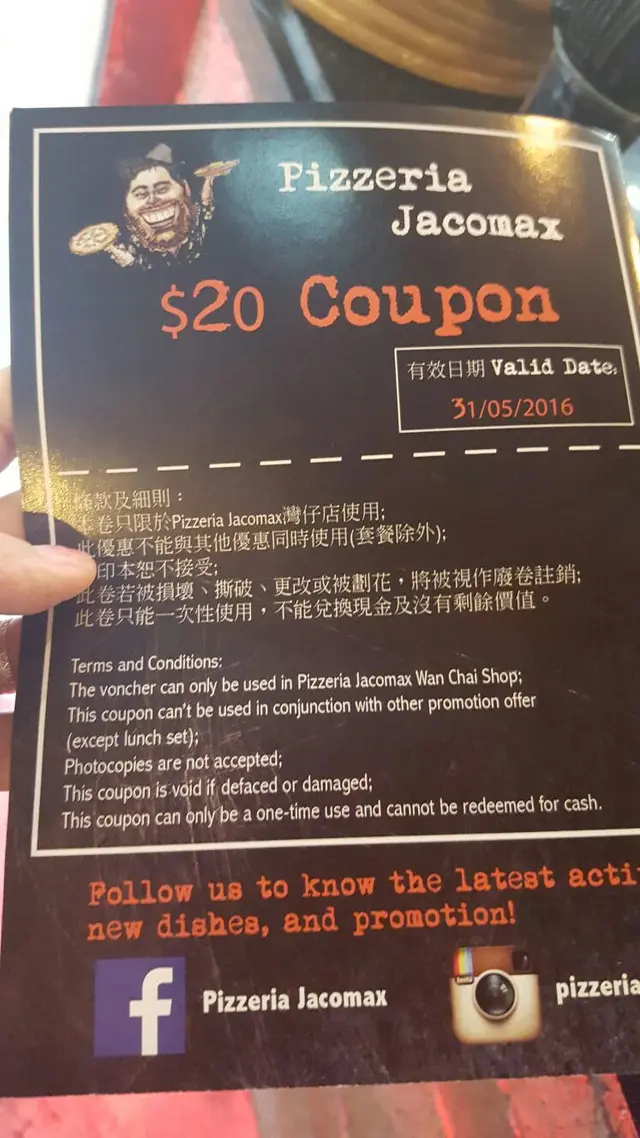 Pizzeria
Jacomax
$20 Coupon
有效日期 Valid Date:
31/05/2016
條款及細則：
卷只限於Pizzeria Jacomax灣仔店使用;
此優惠不能與其他優惠同時使用(套餐除外);
印本恕不接受;
此卷若被損壞、撕破、更改或被劃花，將被視作廢卷註銷;
此卷只能一次性使用，不能兌換現金及沒有剩餘價值。
Terms and Conditions:
The voncher can only be used in Pizzeria Jacomax Wan Chai Shop;
This coupon can't be used in conjunction with other promotion offer
(except lunch set);
Photocopies are not accepted;
This coupon is void if defaced or damaged;
This coupon can only be a one-time use and cannot be redeemed for cash.
Follow us to know the latest acti
new dishes, and promotion!
f Pizzeria Jacomax
pizzeria